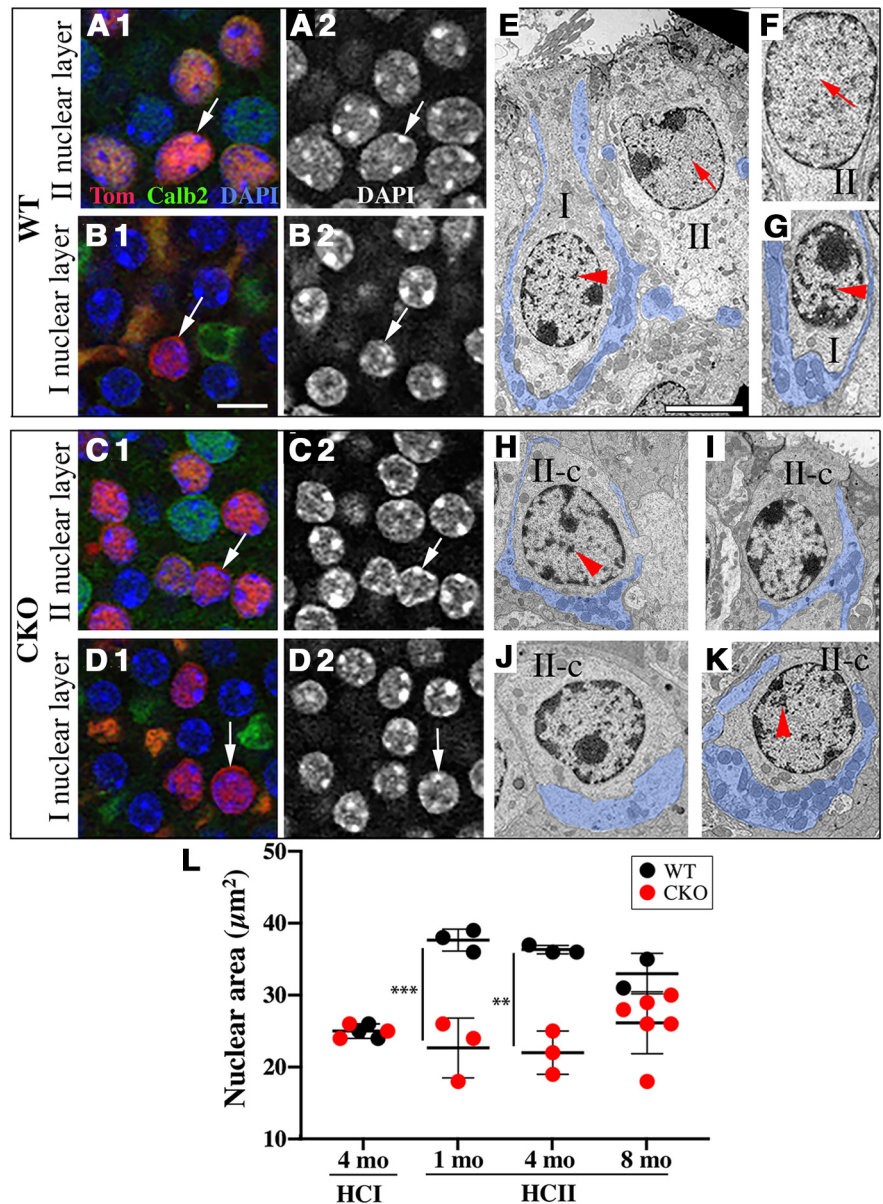 WT
II nuclear layer
A1
Tom Calb2 DAPI
A2
DAPI
I nuclear layer
B1
B2
E
I
II
F
II
G
I
CKO
II nuclear layer
C1
C2
H
II-c
I
II-c
I nuclear layer
D1
D2
J
II-c
K
II-c
L
Nuclear area (μm²)
50
40
30
20
10
WT
CKO
***
**
4 mo
1 mo
4 mo
8 mo
HCI
HCII